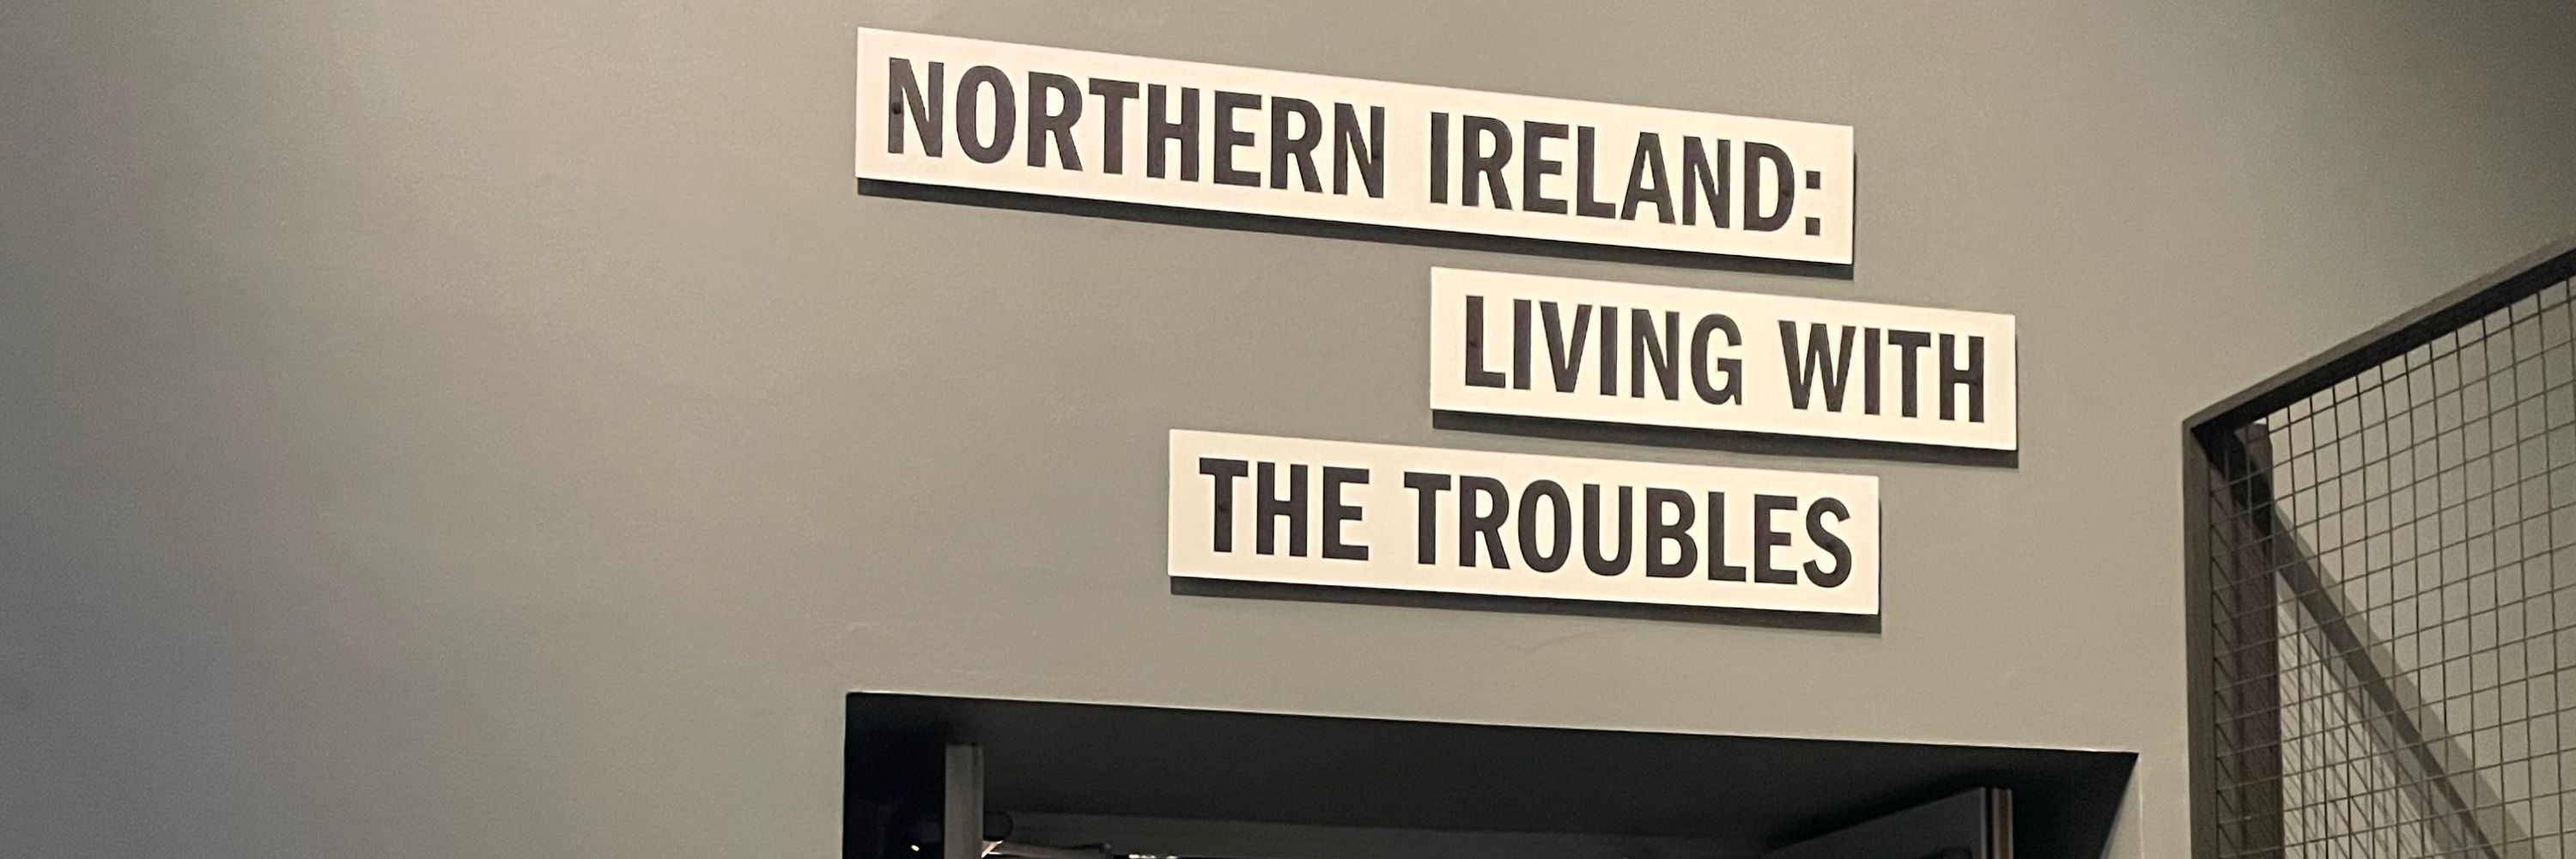 NORTHERN IRELAND:
LIVING WITH
THE TROUBLES